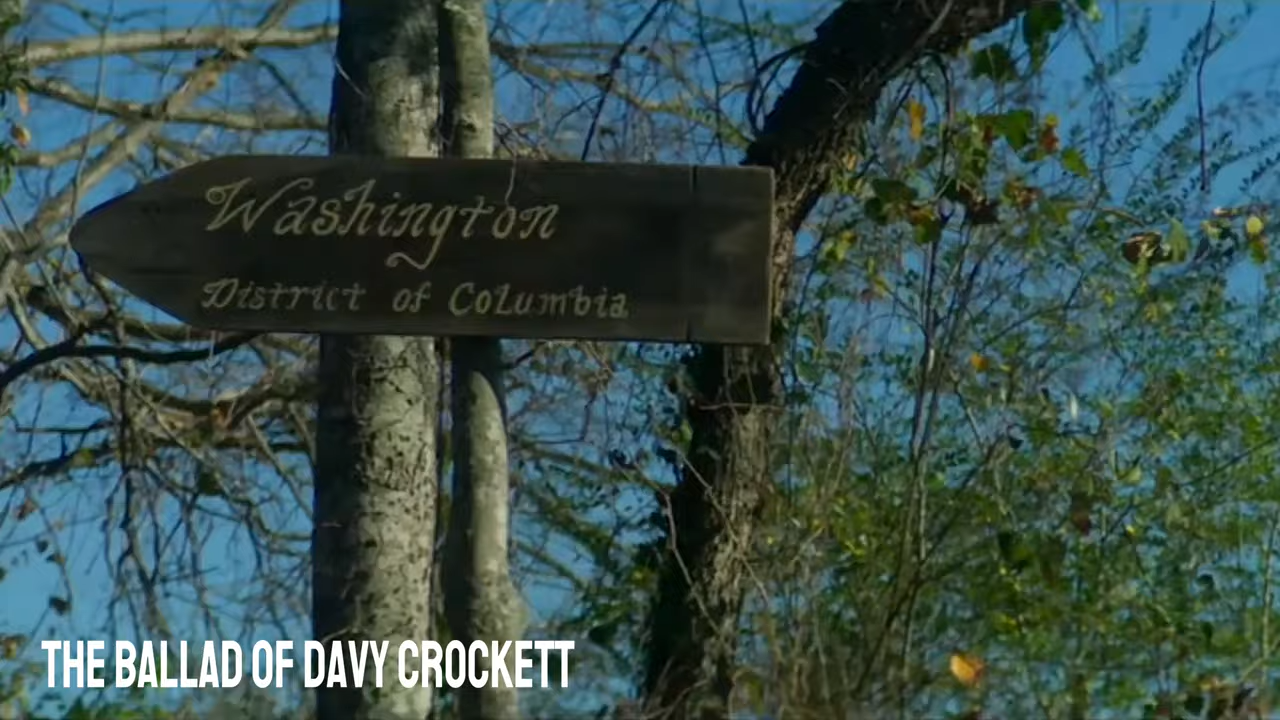 Washington
District of Columbia
THE BALLAD OF DAVY CROCKETT